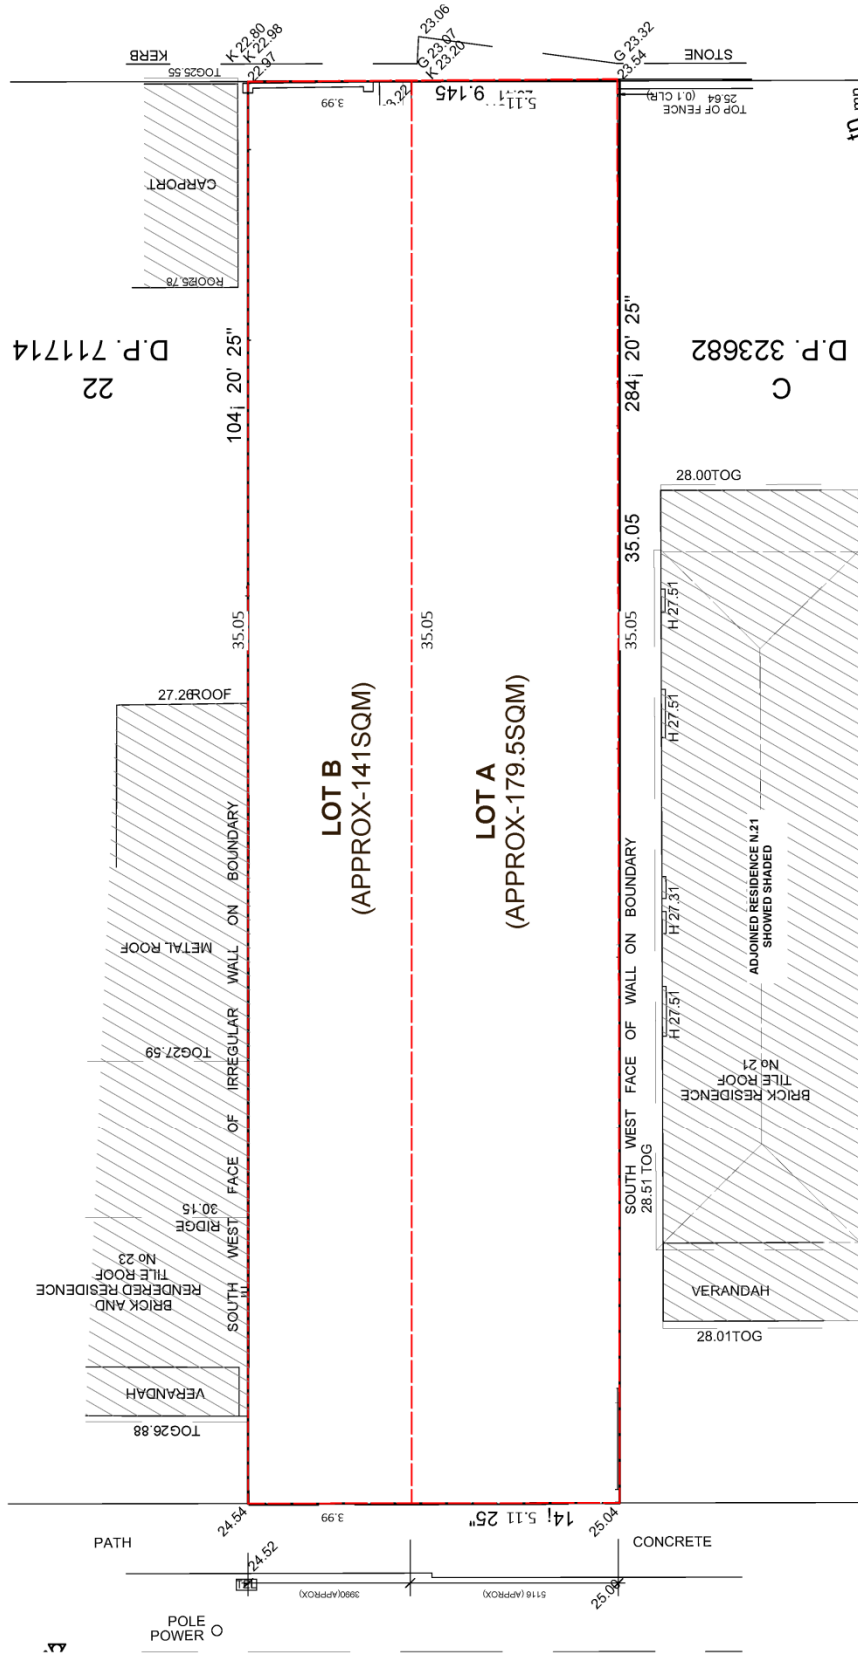 23.06
K 22.80
K 22.98
22.97
G 23.07
K 23.20
G 23.32
23.54
KERB
STONE
TOG25.55
3.99
3.22
9.145
5.11
25.64 (0.1 CLR)
TOP OF FENCE
CARPORT
ROOF25.78
D.P. 711714
22
104¡ 20' 25"
284¡ 20' 25"
D.P. 323682
C
28.00TOG
35.05
35.05
35.05
35.05
H 27.51
H 27.51
27.26ROOF
LOT B
(APPROX-141SQM)
LOT A
(APPROX-179.5SQM)
METAL ROOF
H 27.31
H 27.51
ADJOINED RESIDENCE N.21
SHOWED SHADED
TOG27.59
SOUTH WEST FACE OF IRREGULAR WALL ON BOUNDARY
SOUTH WEST FACE OF WALL ON BOUNDARY
BRICK RESIDENCE
TILE ROOF
No 21
28.51 TOG
30.15
RIDGE
BRICK AND
RENDERED RESIDENCE
TILE ROOF
No 23
VERANDAH
28.01TOG
VERANDAH
TOG26.88
24.54
3.99
14¡ 5.11 25"
25.04
PATH
CONCRETE
24.52
3990(APPROX)
5116 (APPROX)
25.00
POLE
POWER